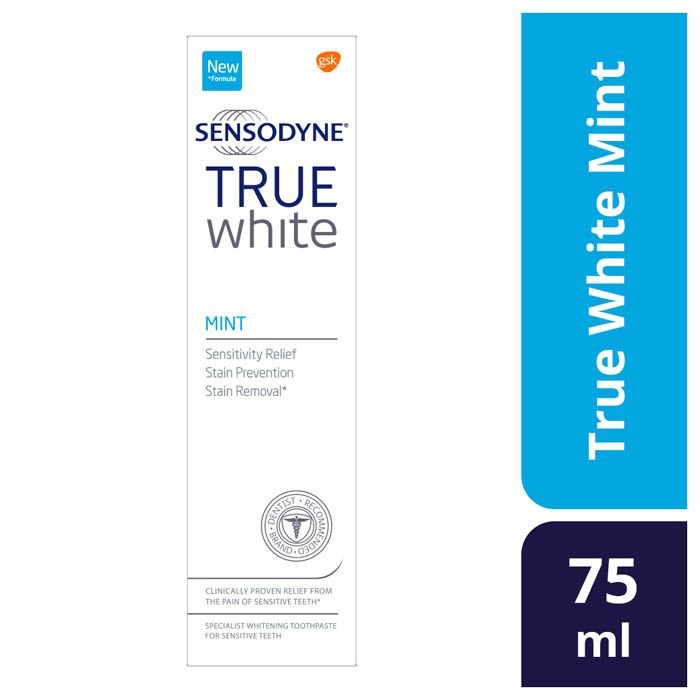 New
*Formula
gsk
SENSODYNE®
TRUE
white
MINT
Sensitivity Relief
Stain Prevention
Stain Removal*
DENTIST • RECOMMENDED • BRAND •
CLINICALLY PROVEN RELIEF FROM
THE PAIN OF SENSITIVE TEETH*
SPECIALIST WHITENING TOOTHPASTE
FOR SENSITIVE TEETH
True White Mint
75
ml